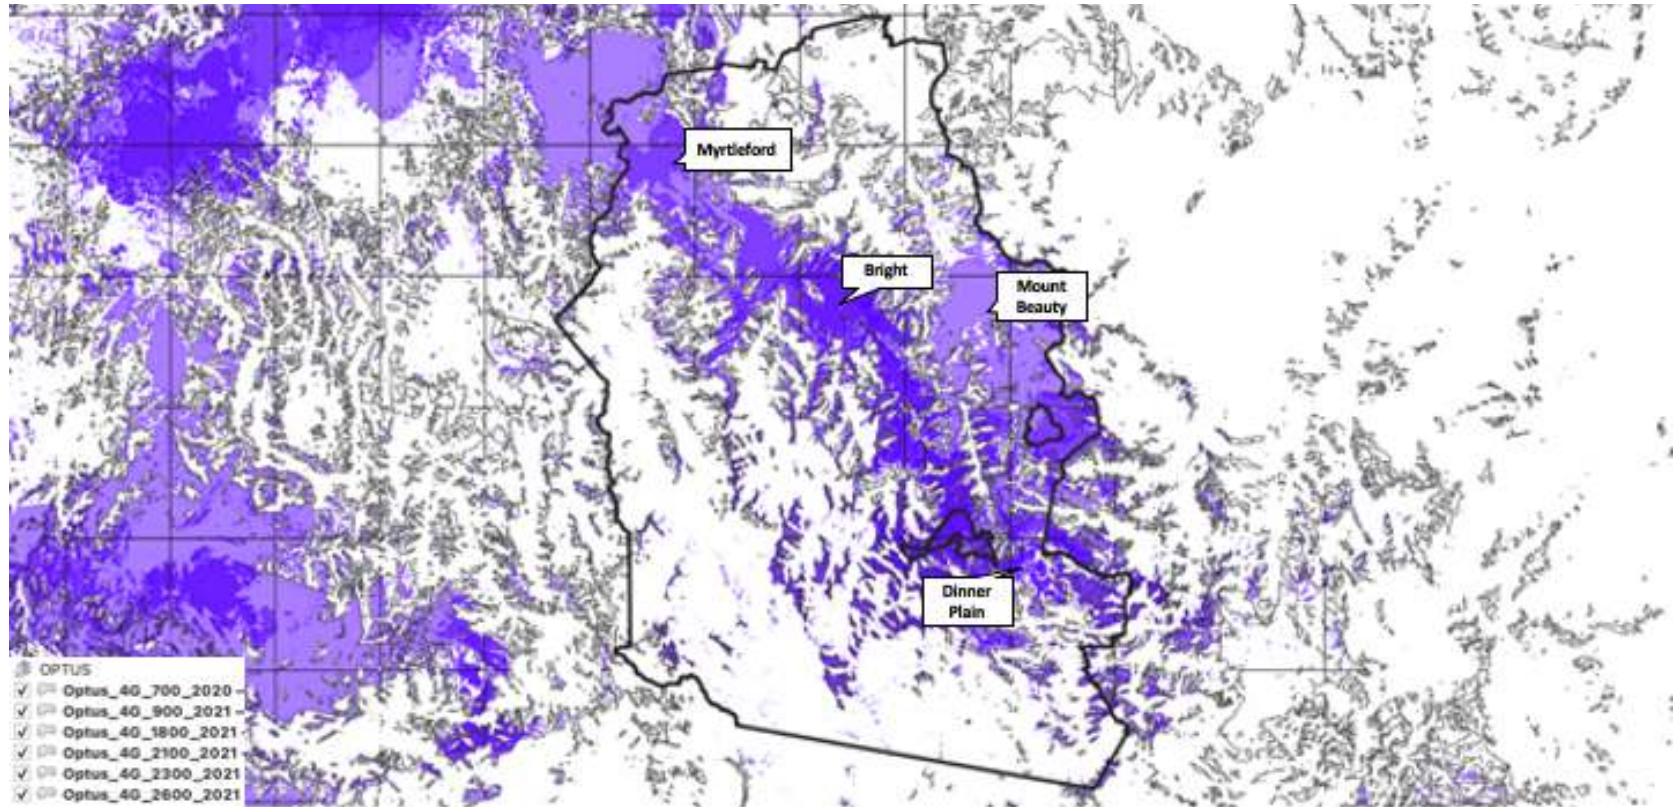 Myrtleford
Bright
Mount
Beauty
Dinner
Plain
OPTUS
Optus_4G_700_2020
Optus_4G_900_2021
Optus_4G_1800_2021
Optus_4G_2100_2021
Optus_4G_2300_2021
Optus_4G_2600_2021